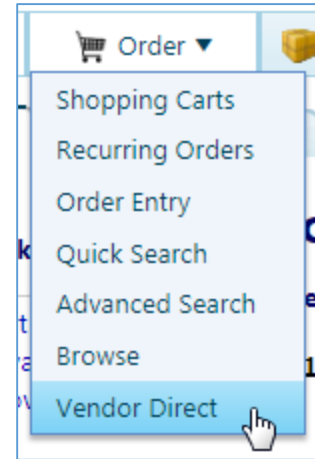 Order ▼
Shopping Carts
Recurring Orders
Order Entry
Quick Search
Advanced Search
Browse
Vendor Direct